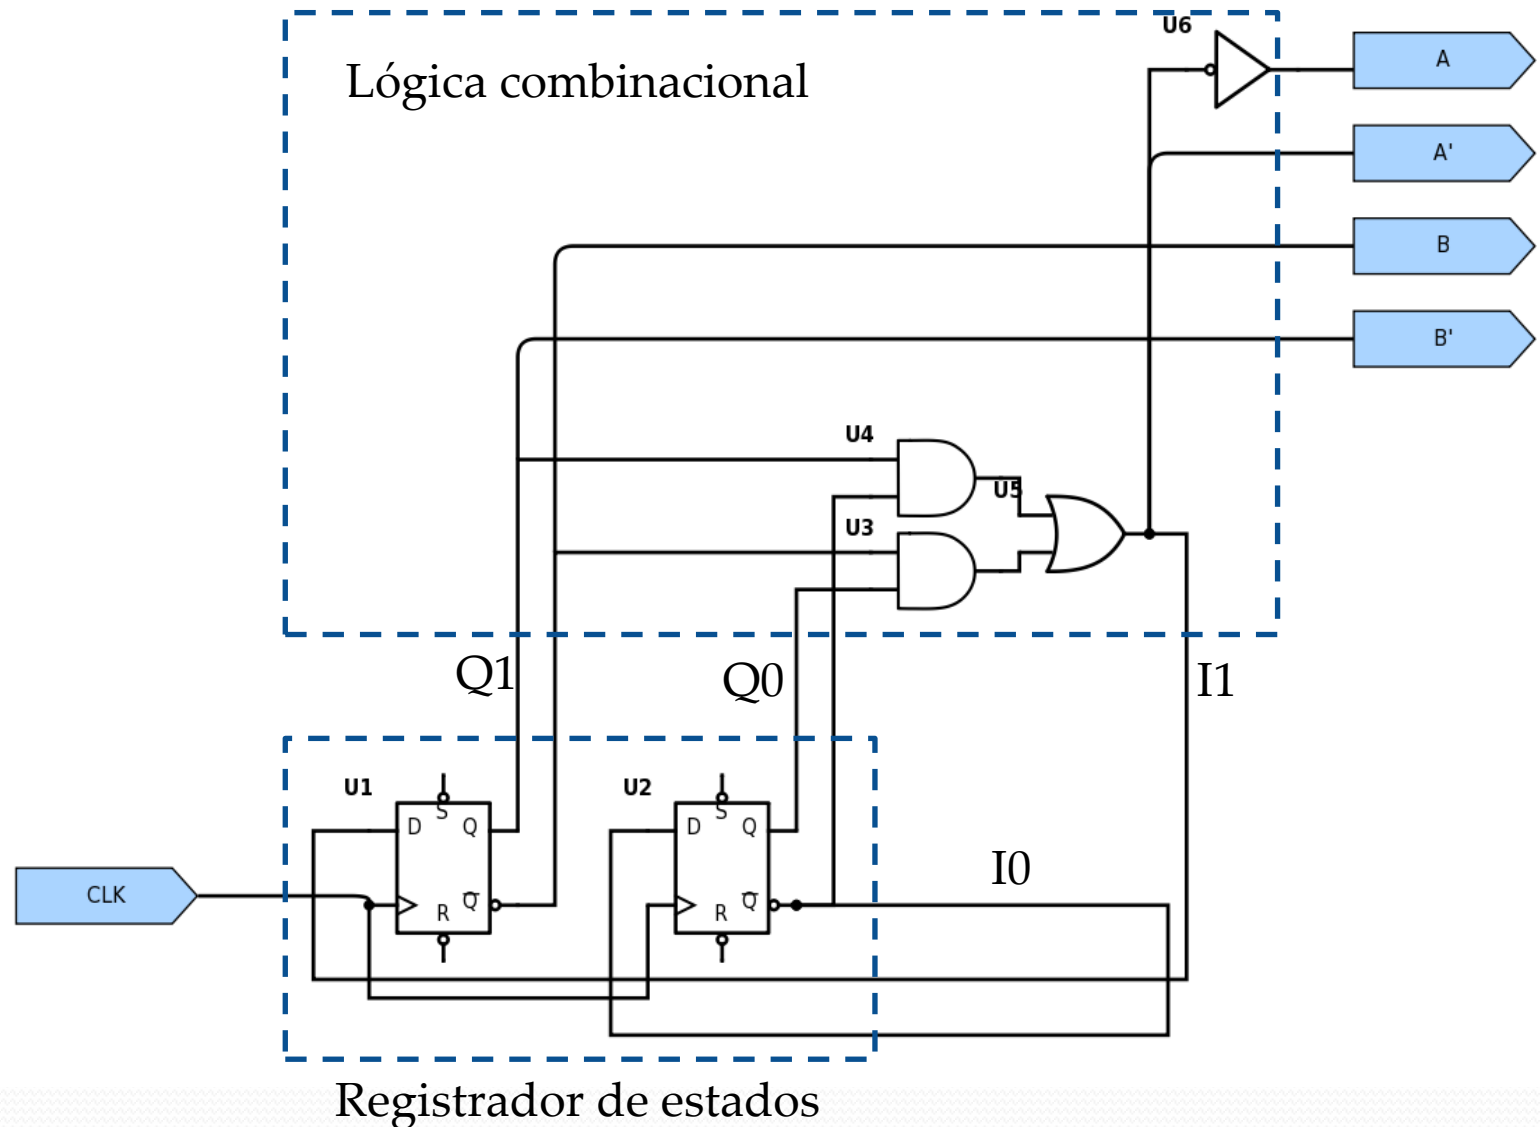 U6
A
Lógica combinacional
A'
B
B'
U4
U5
U3
Q1
Q0
I1
U1
U2
S
S
D
Q
D
Q
I0
CLK
R
Q̅
R
Q̅
Registrador de estados